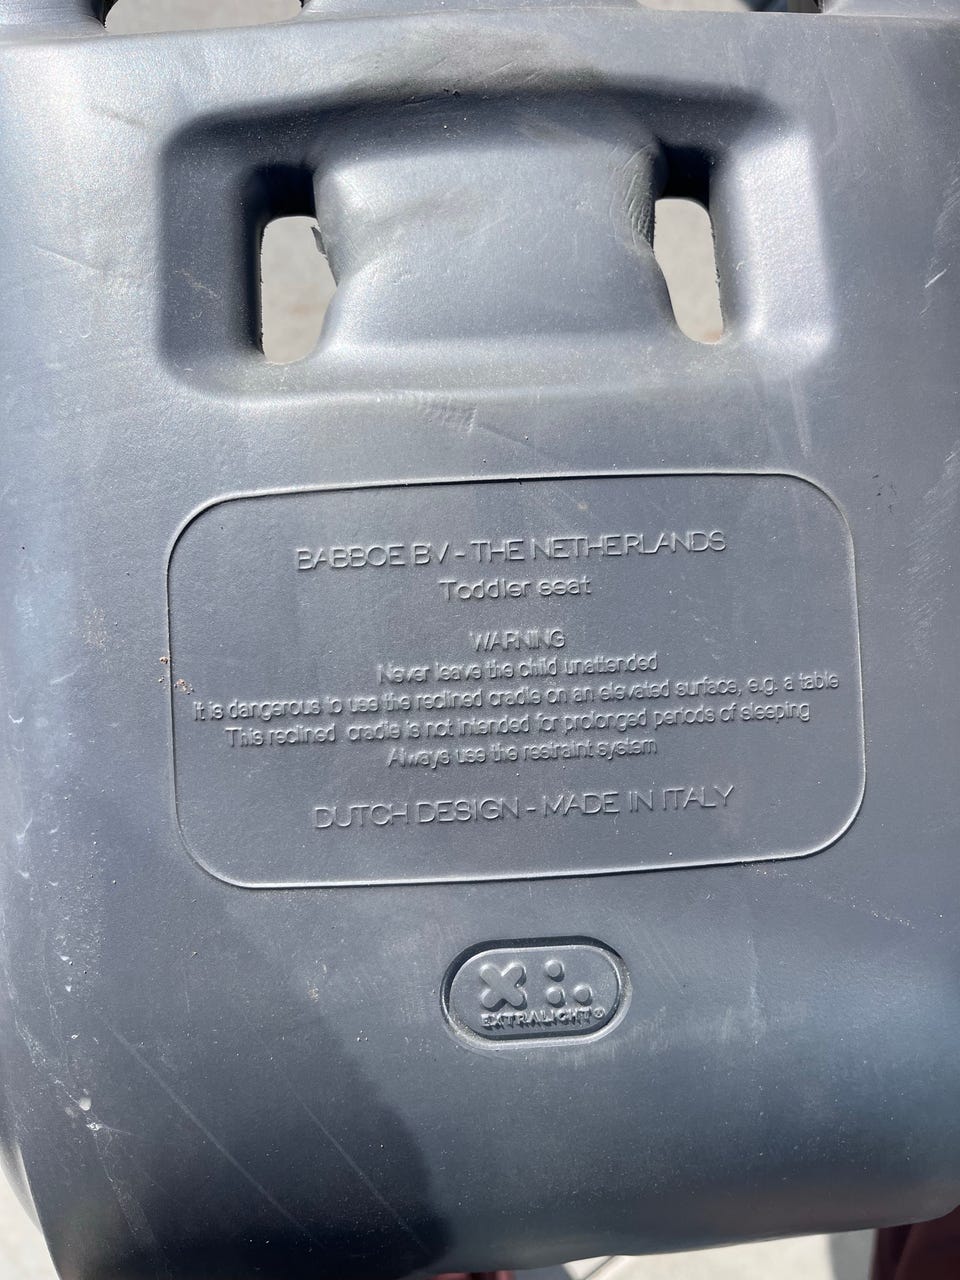 BABBOE BV - THE NETHERLANDS
Toddler seat
WARNING
Never leave the child unattended
It is dangerous to use the reclined cradle on an elevated surface, e.g. a table
This reclined cradle is not intended for prolonged periods of sleeping
Always use the restraint system
DUTCH DESIGN - MADE IN ITALY
XL
EXTRALIGHT®